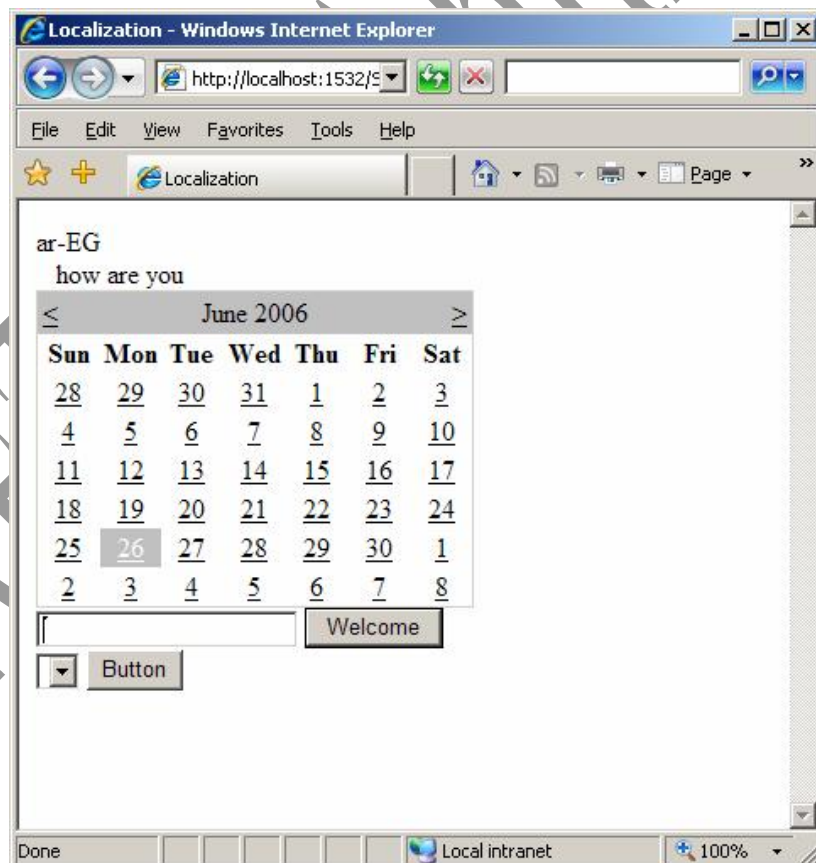 Localization - Windows Internet Explorer
http://localhost:1532/S
File Edit View Favorites Tools Help
Localization
Page
ar-EG
how are you
< June 2006 >
Sun Mon Tue Wed Thu Fri Sat
28 29 30 31 1 2 3
4 5 6 7 8 9 10
11 12 13 14 15 16 17
18 19 20 21 22 23 24
25 26 27 28 29 30 1
2 3 4 5 6 7 8
Welcome
Button
Done Local intranet 100%